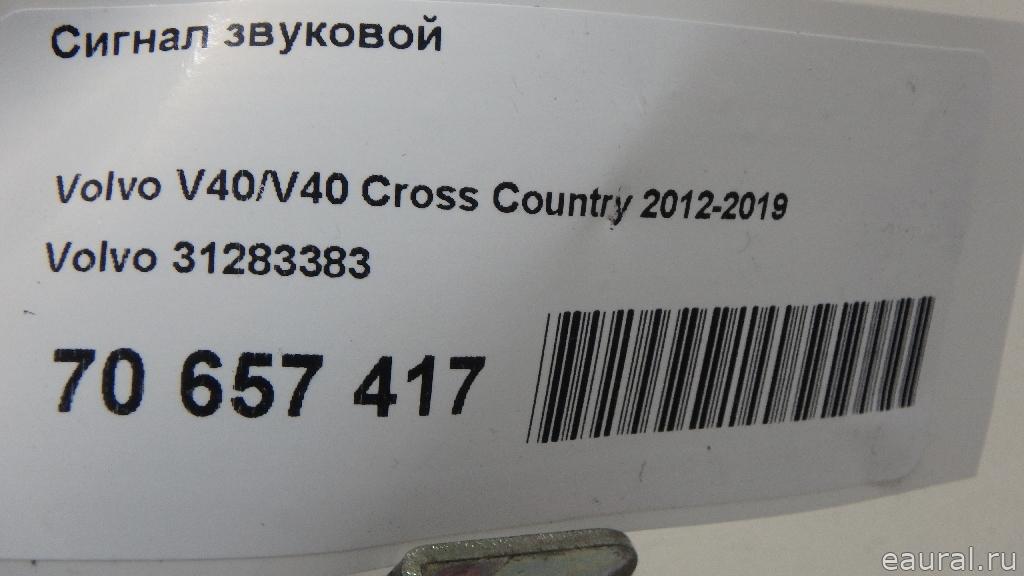 Сигнал звуковой
Volvo V40/V40 Cross Country 2012-2019
Volvo 31283383
70 657 417
eaural.ru